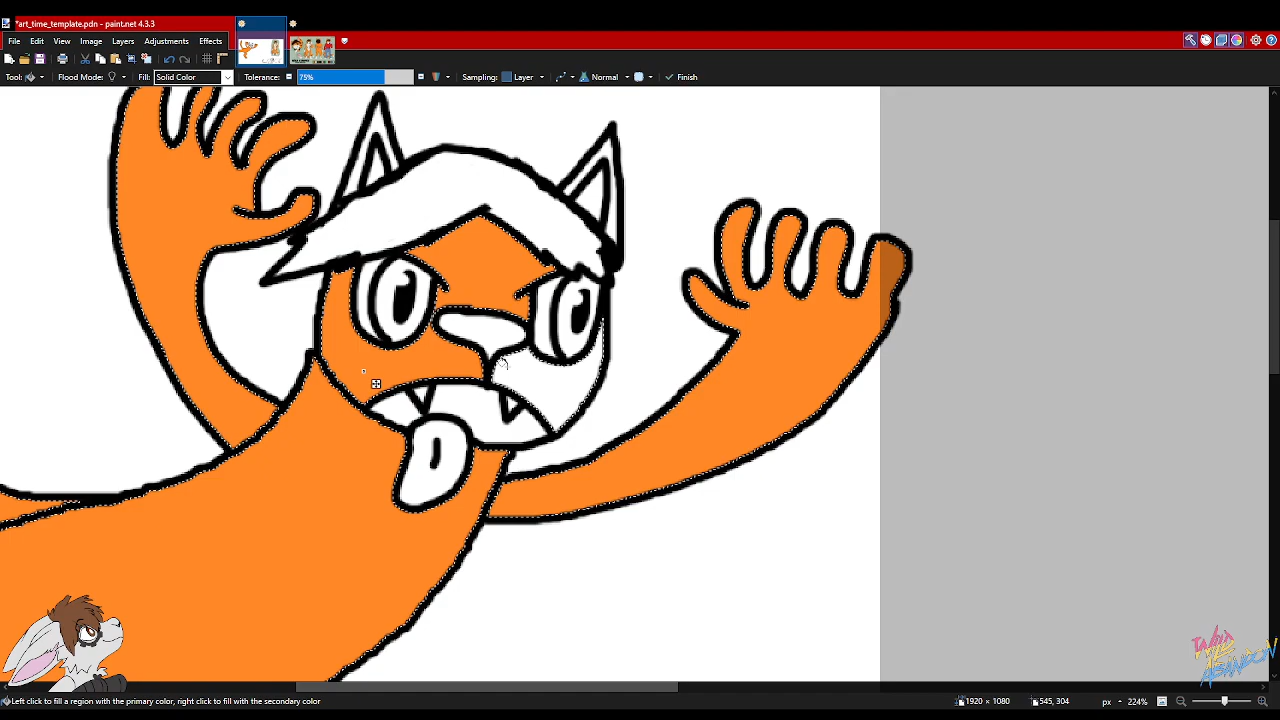 *art_time_template.pdn - paint.net 4.3.3
File Edit View Image Layers Adjustments Effects
Tool: Flood Mode: Fill: Solid Color Tolerance: 75% Sampling: Layer Normal Finish
Left click to fill a region with the primary color, right click to fill with the secondary color 1920 × 1080 545, 304 px 224%
ABANDON